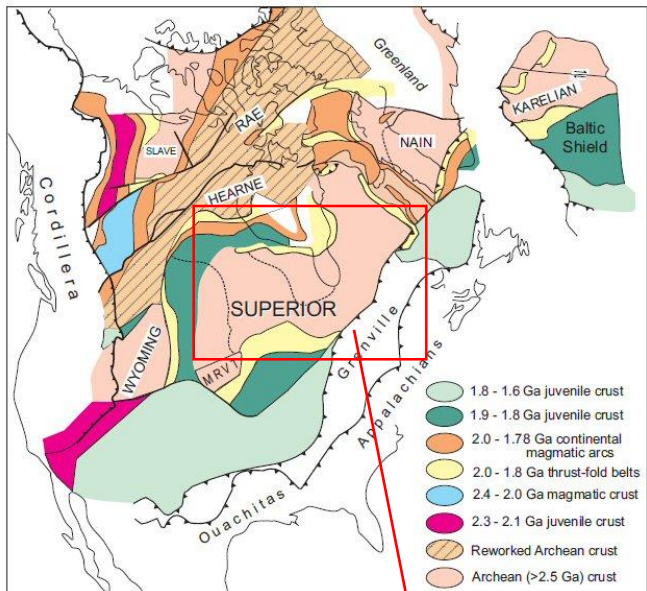 Greenland
RAE
KARELIAN
Baltic
Shield
SLAVE
NAIN
HEARNE
Cordillera
SUPERIOR
WYOMING
MRVT
Grenville
Appalachians
Ouachitas
1.8 - 1.6 Ga juvenile crust
1.9 - 1.8 Ga juvenile crust
2.0 - 1.78 Ga continental
magmatic arcs
2.0 - 1.8 Ga thrust-fold belts
2.4 - 2.0 Ga magmatic crust
2.3 - 2.1 Ga juvenile crust
Reworked Archean crust
Archean (>2.5 Ga) crust